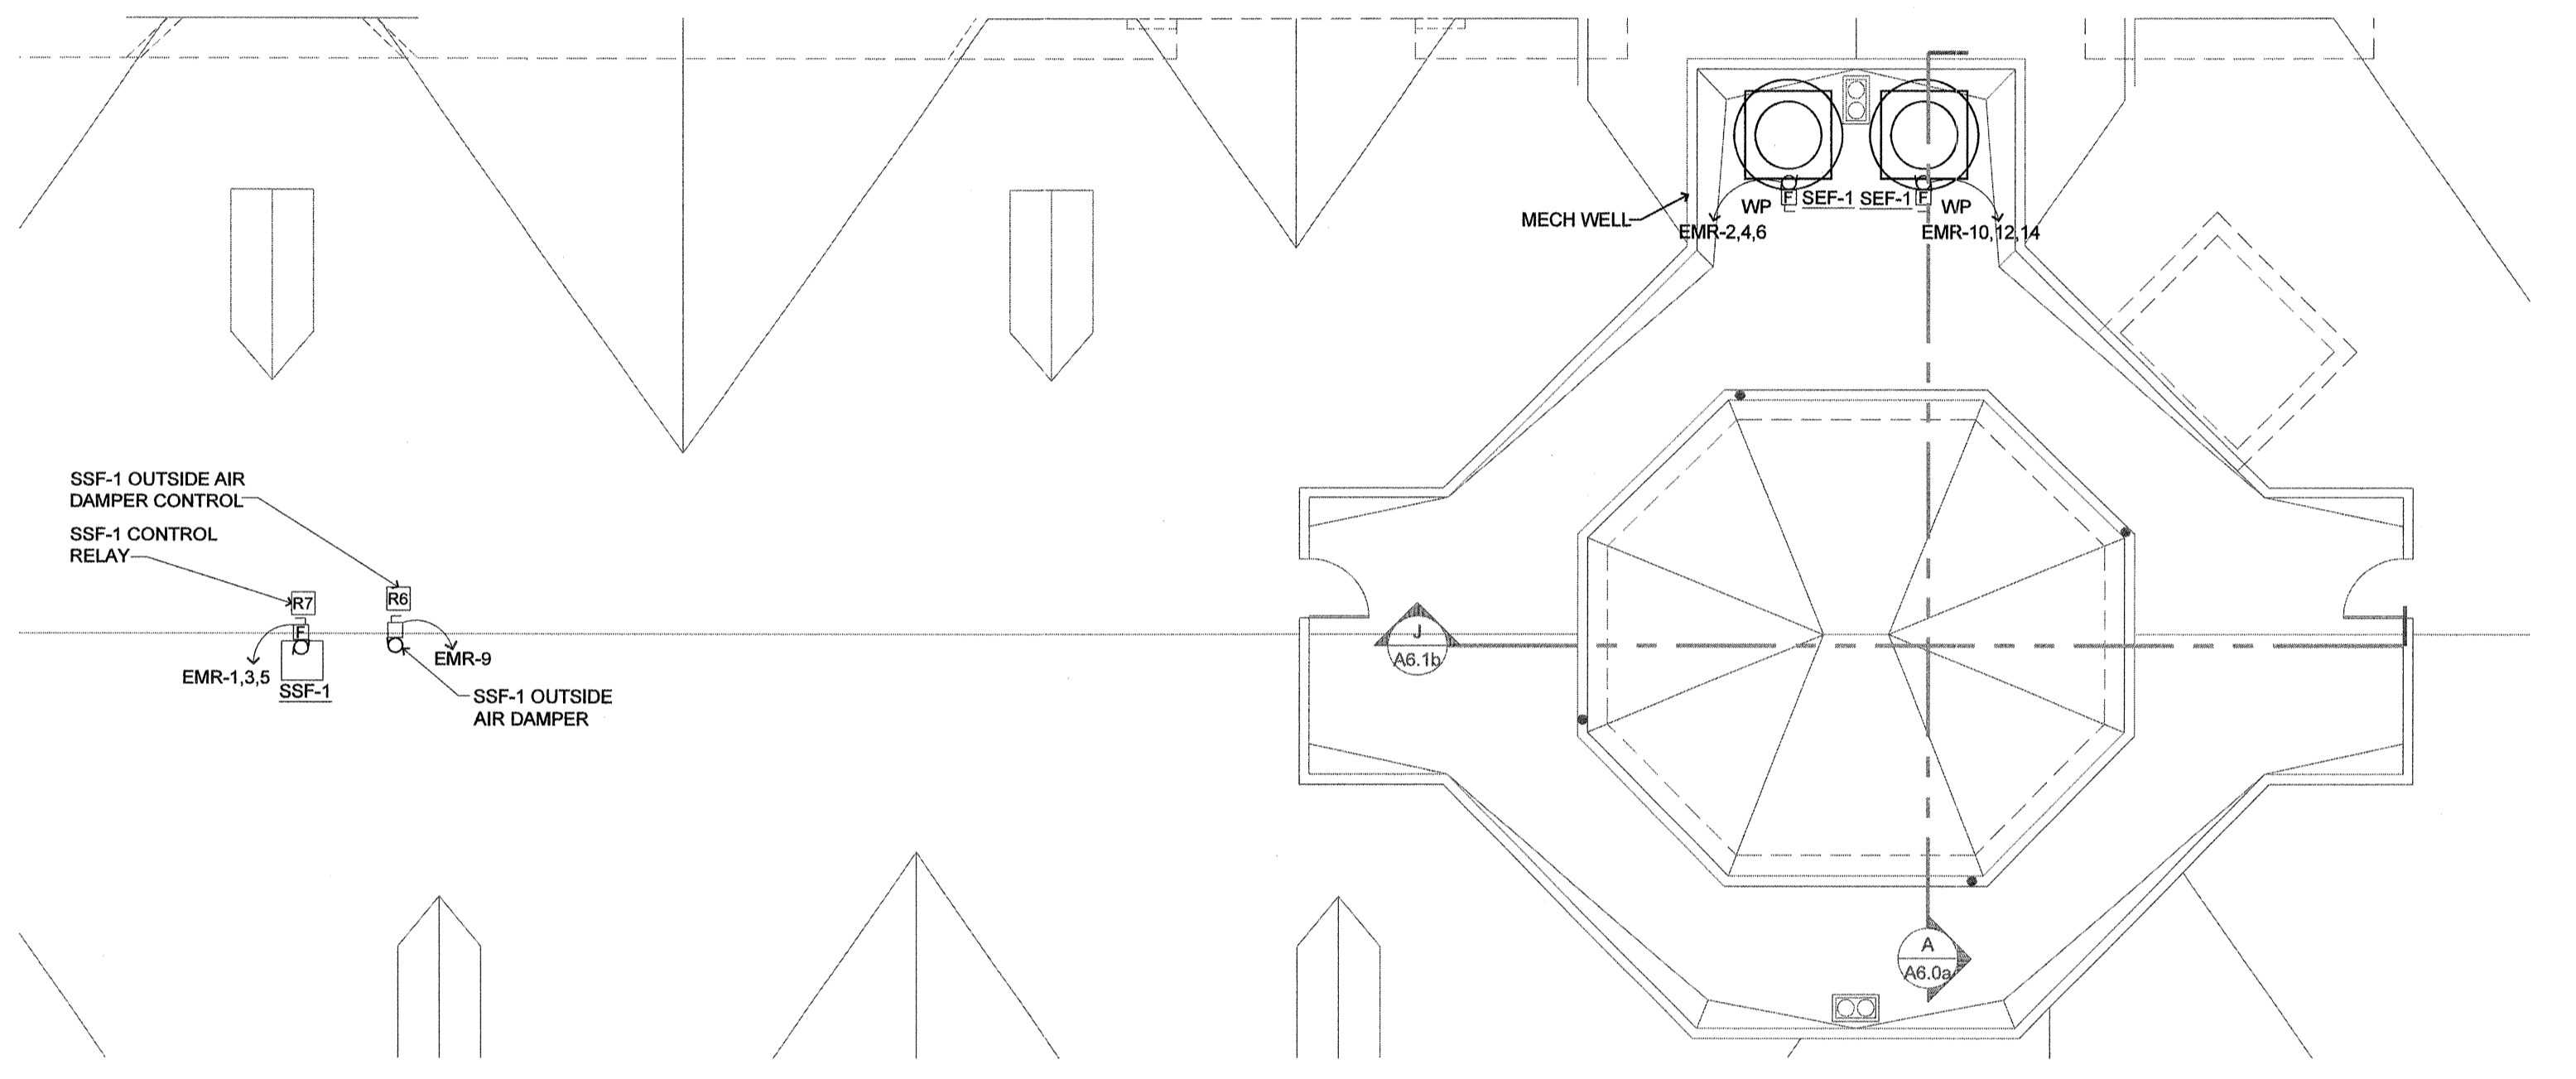 F SEF-1 SEF-1 F
WP WP
MECH WELL
EMR-2,4,6 EMR-10,12,14
SSF-1 OUTSIDE AIR
DAMPER CONTROL
SSF-1 CONTROL
RELAY
R7 R6
F
J
A6.1b
EMR-9
EMR-1,3,5
SSF-1
SSF-1 OUTSIDE
AIR DAMPER
A
A6.0a